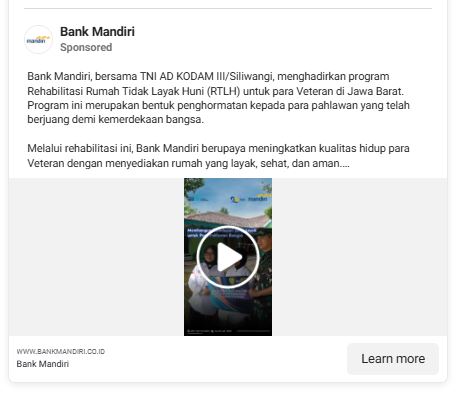 Bank Mandiri
Sponsored
mandiri
Bank Mandiri, bersama TNI AD KODAM III/Siliwangi, menghadirkan program
Rehabilitasi Rumah Tidak Layak Huni (RTLH) untuk para Veteran di Jawa Barat.
Program ini merupakan bentuk penghormatan kepada para pahlawan yang telah
berjuang demi kemerdekaan bangsa.
Melalui rehabilitasi ini, Bank Mandiri berupaya meningkatkan kualitas hidup para
Veteran dengan menyediakan rumah yang layak, sehat, dan aman....
mandiri
WWW.BANKMANDIRI.CO.ID
Bank Mandiri
Learn more